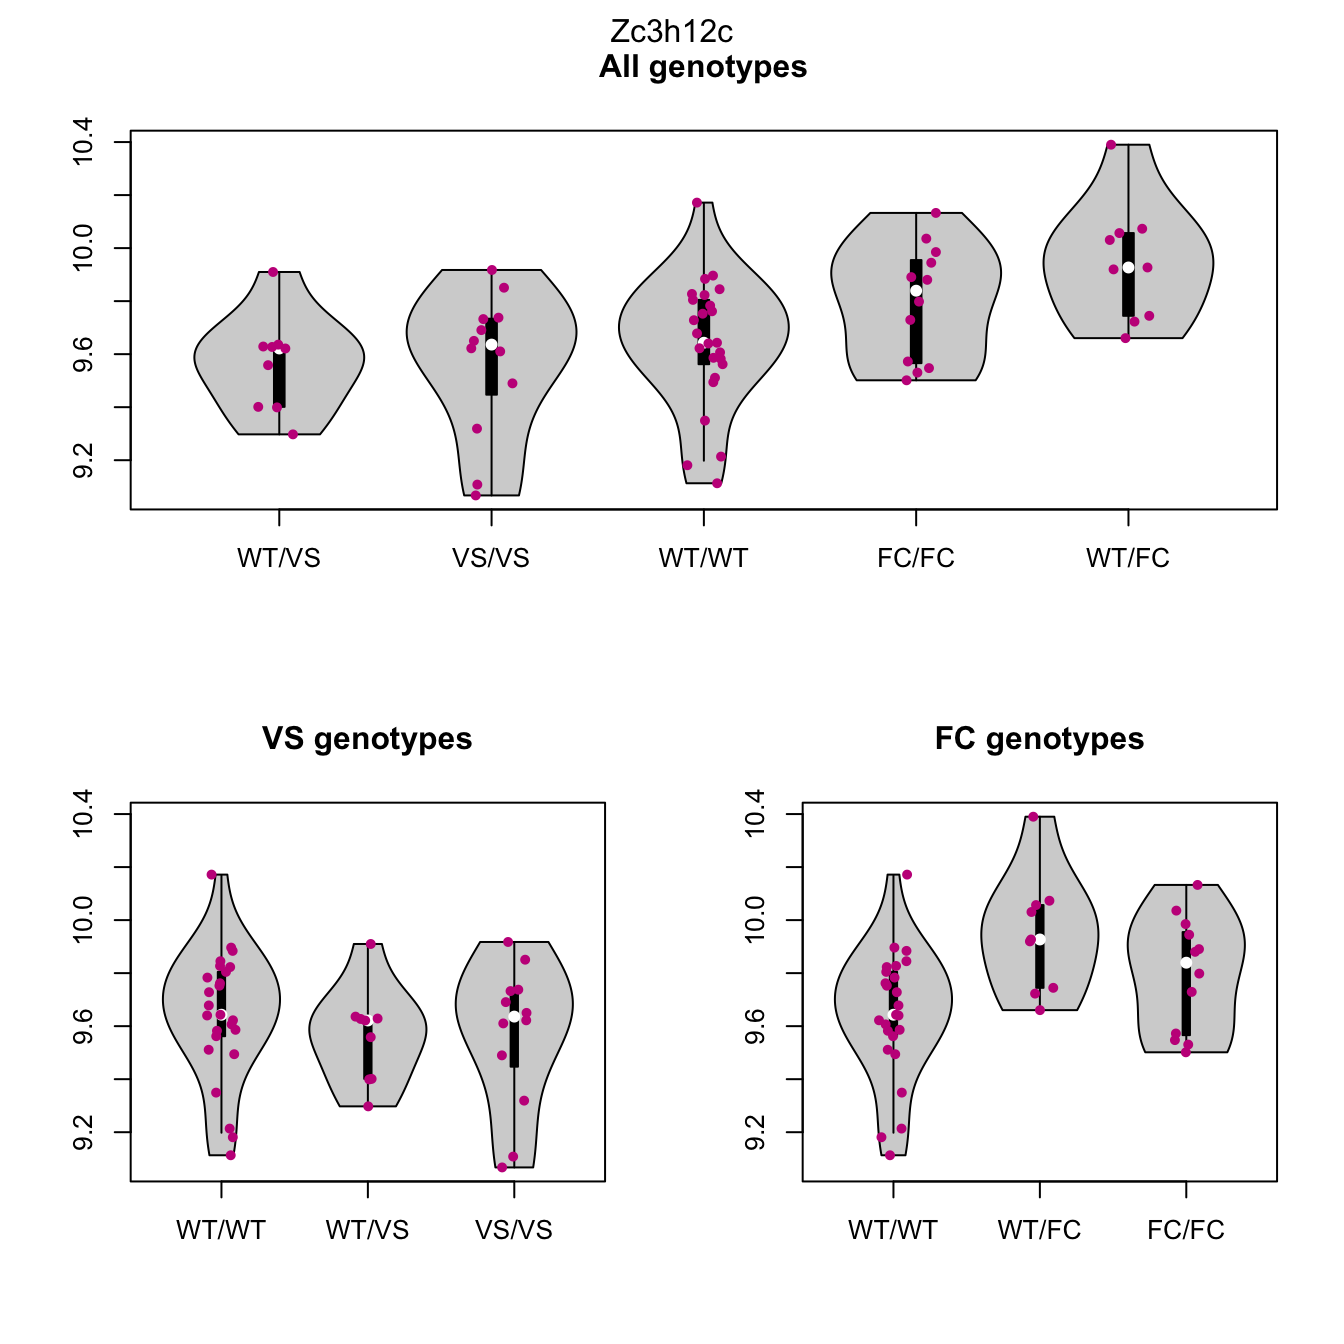 Zc3h12c
All genotypes
10.4
10.0
9.6
9.2
WT/VS VS/VS WT/WT FC/FC WT/FC
VS genotypes
10.4
10.0
9.6
9.2
WT/WT WT/VS VS/VS
FC genotypes
10.4
10.0
9.6
9.2
WT/WT WT/FC FC/FC